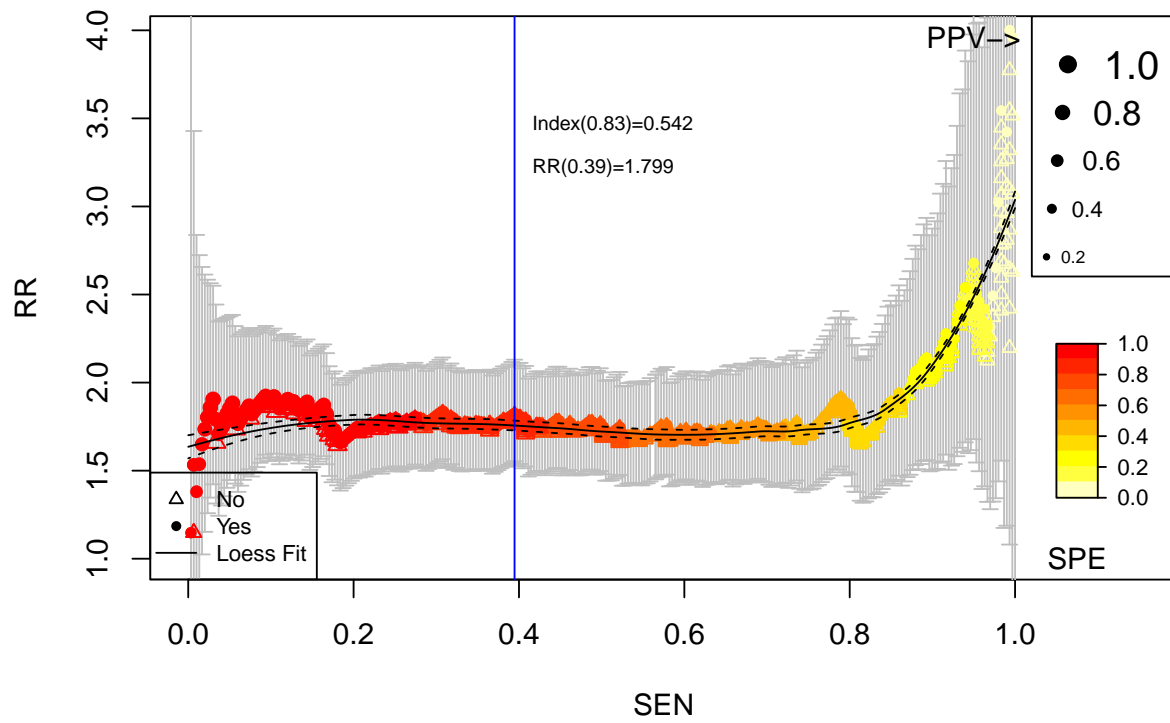 PPV−>
1.0
0.8
0.6
0.4
0.2
Index(0.83)=0.542
RR(0.39)=1.799
RR
4.0
3.5
3.0
2.5
2.0
1.5
1.0
1.0
0.8
0.6
0.4
0.2
0.0
SPE
No
Yes
Loess Fit
0.0 0.2 0.4 0.6 0.8 1.0
SEN